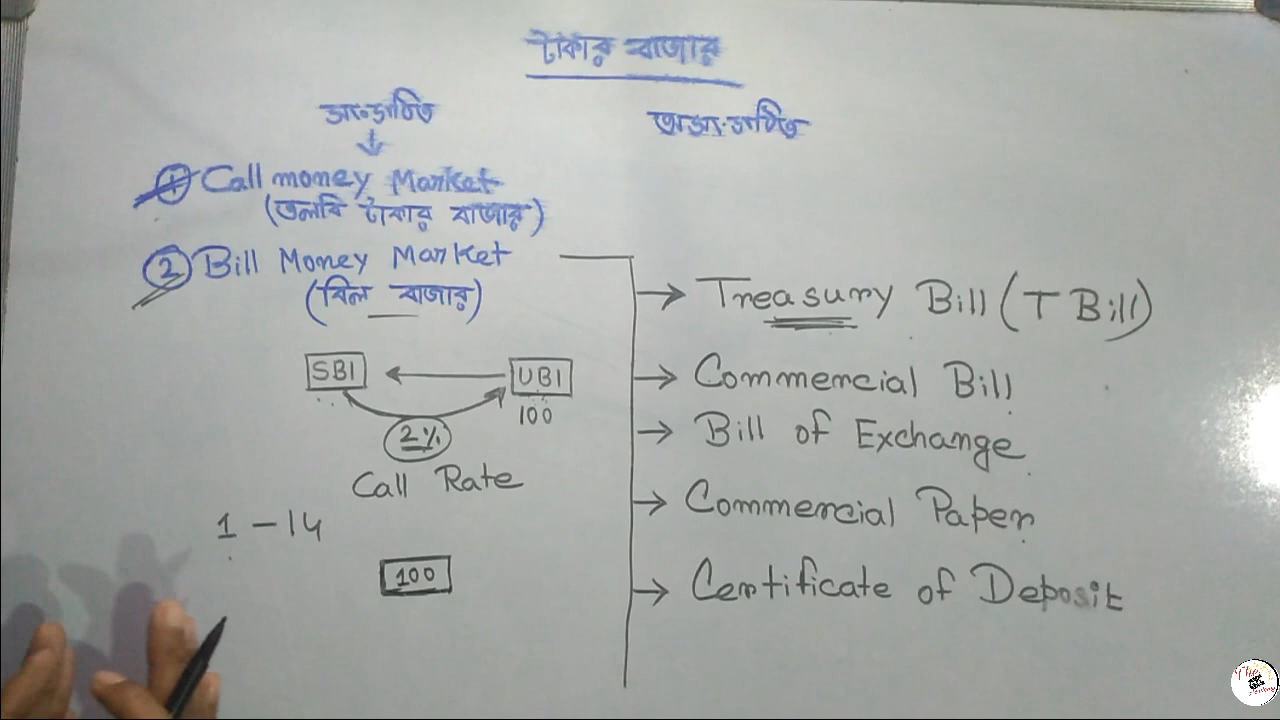 টাকার বাজার
সংগঠিত
অসংগঠিত
1 Call money Market
(তলবি টাকার বাজার)
2 Bill Money Market
(বিল বাজার)
SBI
UBI
100
2%
Call Rate
1 - 14
100
Treasury Bill (T Bill)
Commercial Bill
Bill of Exchange
Commercial Paper
Certificate of Deposit
The